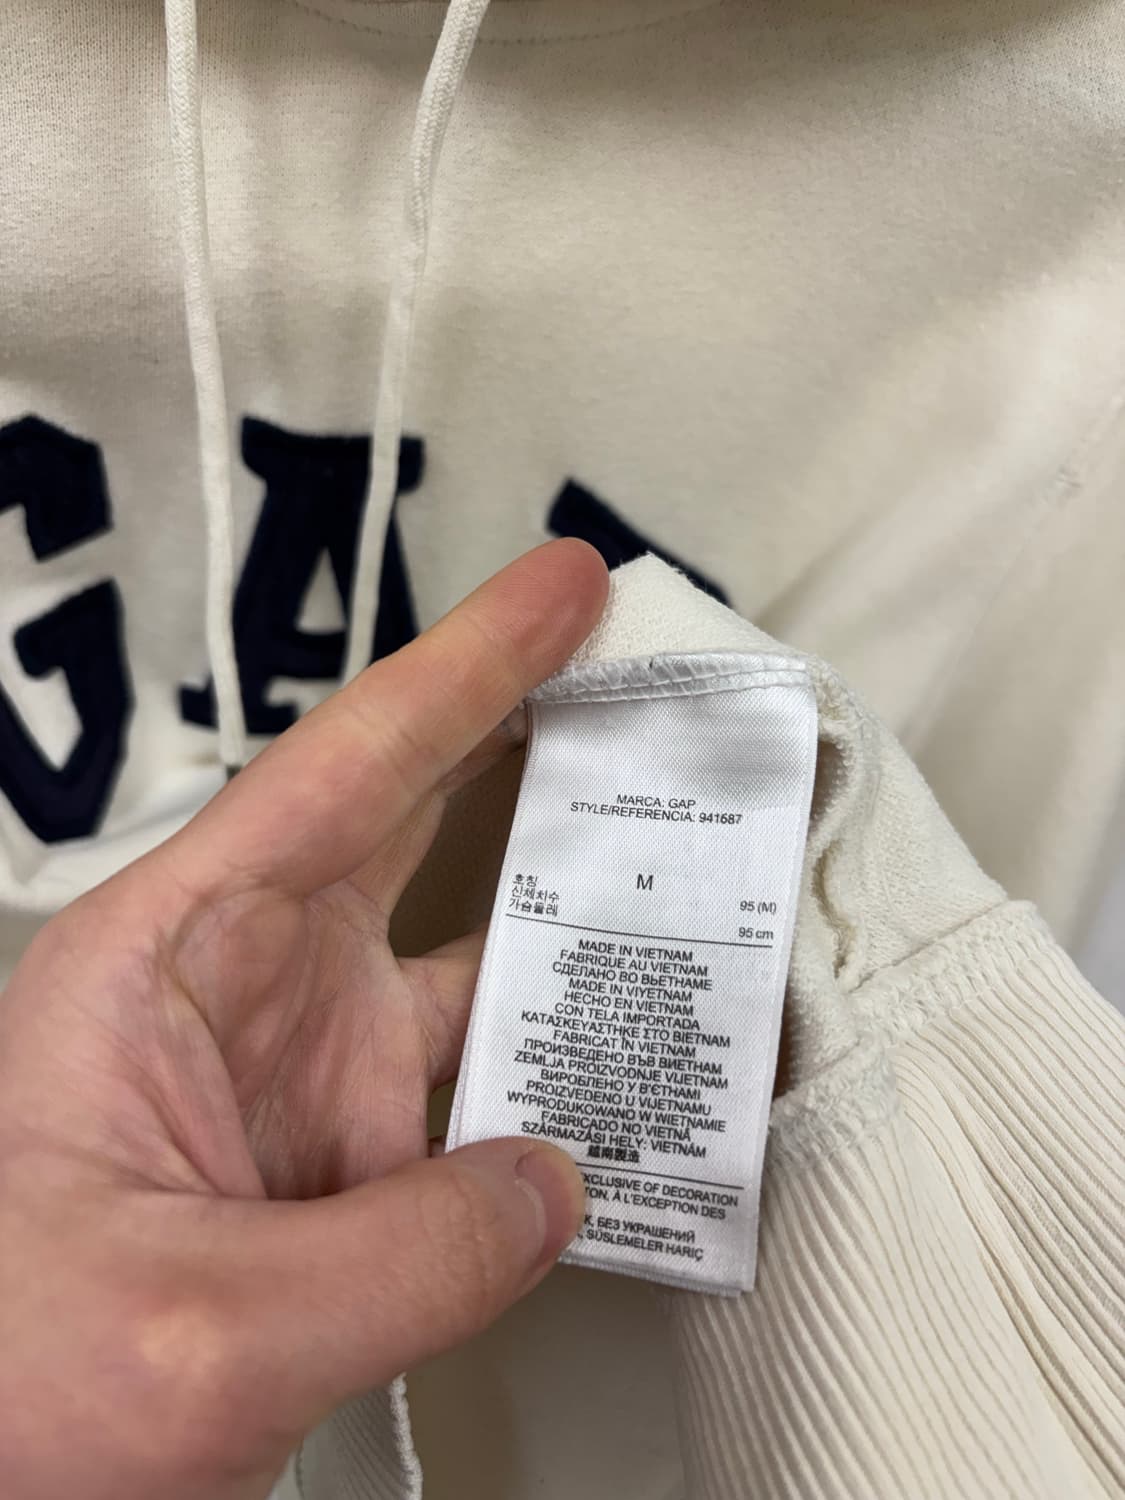 GAP
MARCA: GAP
STYLE/REFERENCIA: 941687
M
호칭
신체치수 95 (M)
가슴둘레 95 cm
MADE IN VIETNAM
FABRIQUE AU VIETNAM
СДЕЛАНО ВО ВЬЕТНАМЕ
MADE IN VIYETNAM
HECHO EN VIETNAM
CON TELA IMPORTADA
ΚΑΤΑΣΚΕΥΑΣΤΗΚΕ ΣΤΟ ΒΙΕΤΝΑΜ
FABRICAT ÎN VIETNAM
ПРОИЗВЕДЕНО ВЪВ ВИЕТНАМ
ZEMLJA PROIZVODNJE VIJETNAM
ВИРОБЛЕНО У В'ЄТНАМІ
PROIZVEDENO U VIJETNAMU
WYPRODUKOWANO W WIETNAMIE
FABRICADO NO VIETNÃ
SZÁRMAZÁSI HELY: VIETNÁM
越南製造
EXCLUSIVE OF DECORATION
À L'EXCEPTION DES
БЕЗ УКРАШЕНИЙ
SÜSLEMELER HARİÇ